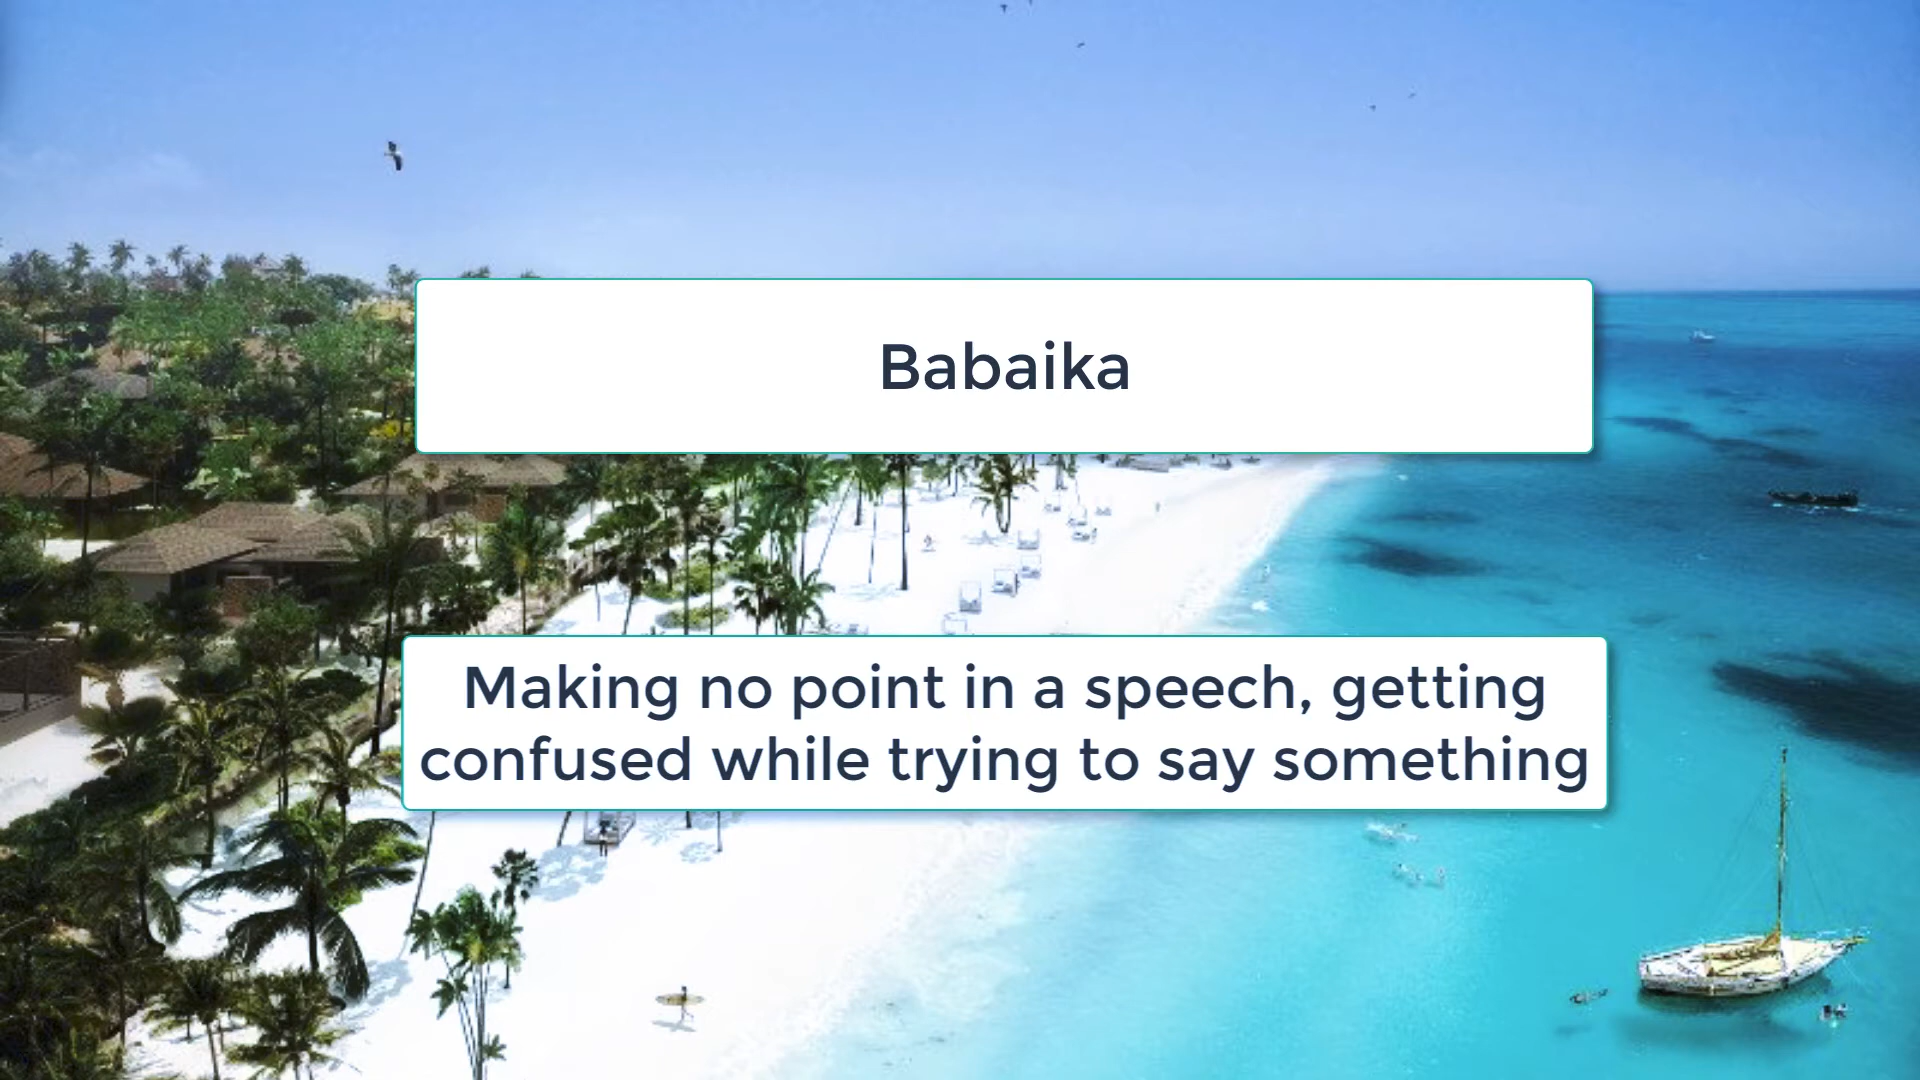 Babaika
Making no point in a speech, getting
confused while trying to say something